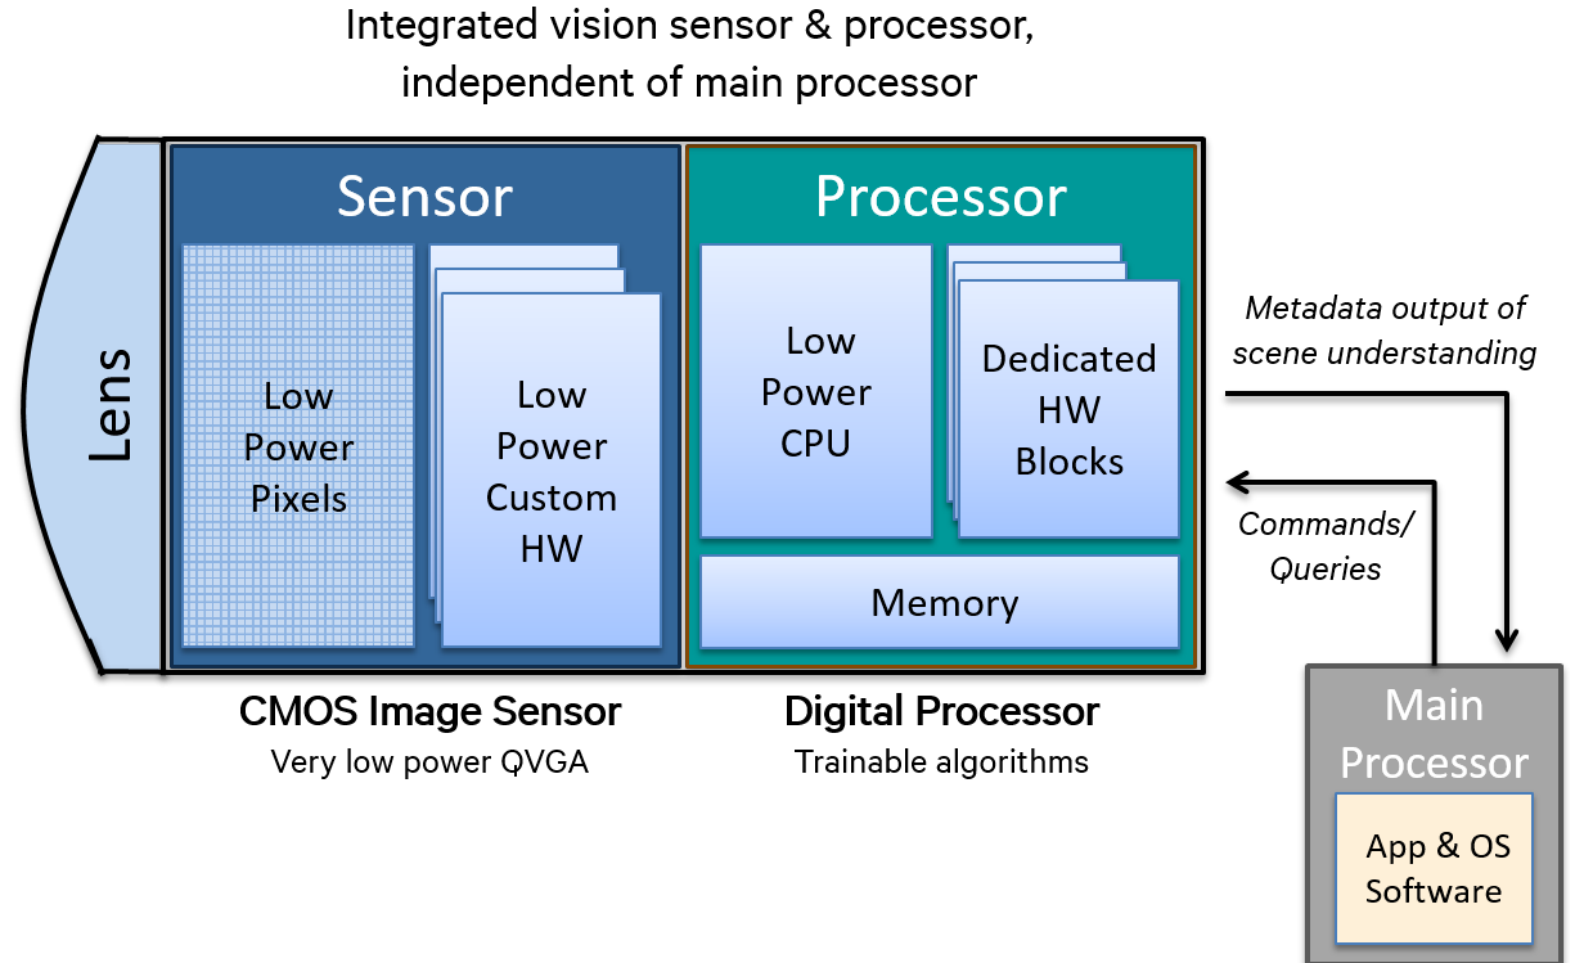 Integrated vision sensor & processor,
independent of main processor
Lens
Sensor
Low
Power
Pixels
Low
Power
Custom
HW
Processor
Low
Power
CPU
Dedicated
HW
Blocks
Memory
CMOS Image Sensor
Very low power QVGA
Digital Processor
Trainable algorithms
Metadata output of
scene understanding
Commands/
Queries
Main
Processor
App & OS
Software